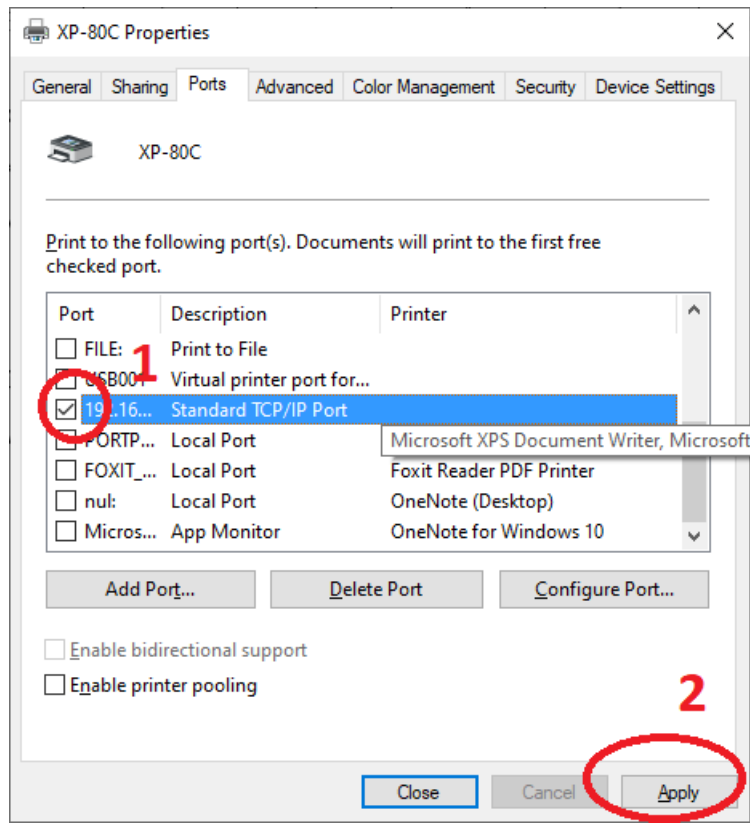 XP-80C Properties
General Sharing Ports Advanced Color Management Security Device Settings
XP-80C
Print to the following port(s). Documents will print to the first free
checked port.
Port Description Printer
FILE: Print to File
1
USB001 Virtual printer port for...
192.16... Standard TCP/IP Port
PORTP... Local Port Microsoft XPS Document Writer, Microsoft
FOXIT_... Local Port Foxit Reader PDF Printer
nul: Local Port OneNote (Desktop)
Micros... App Monitor OneNote for Windows 10
Add Port... Delete Port Configure Port...
Enable bidirectional support
Enable printer pooling
2
Close Cancel Apply